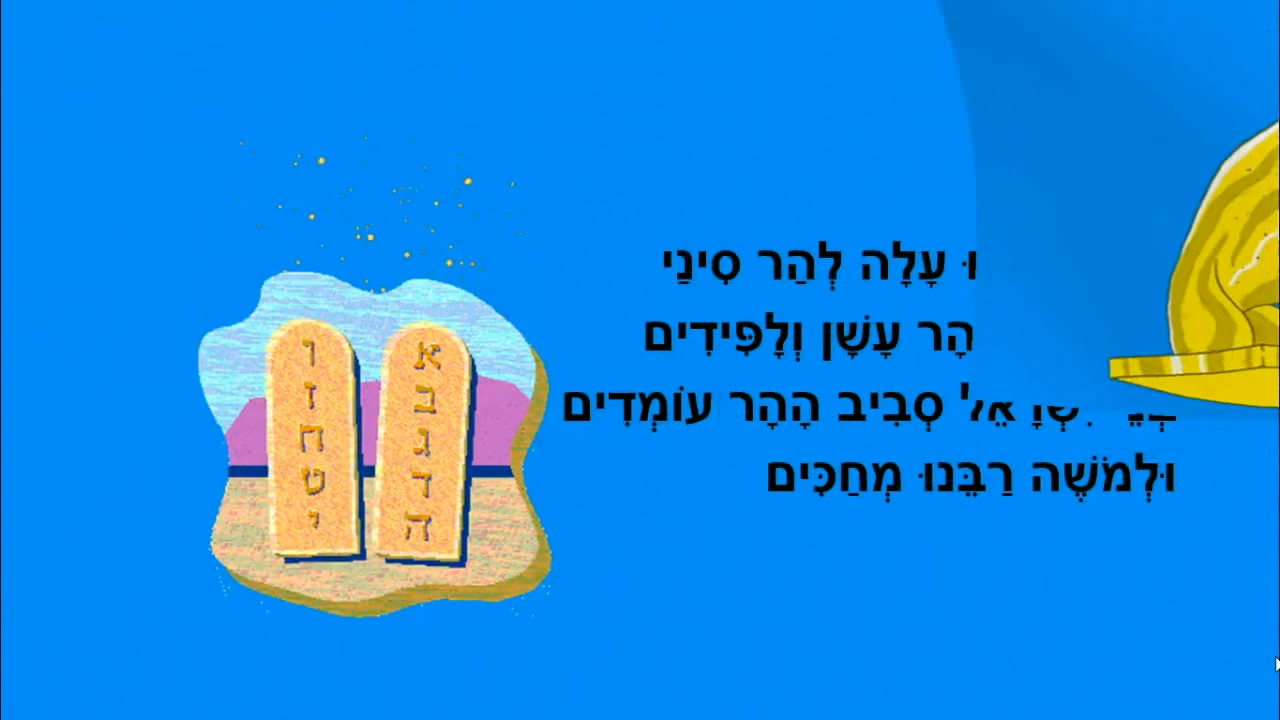 עָלָה לְהַר סִינַי
הָר עָשָׁן וְלָפִּידִים
סְבִיב הָהָר עוֹמְדִים
וּלְמֹשֶׁה רַבֵּנוּ מְחַכִּים
א
ב
ג
ד
ה
ו
ז
ח
ט
י